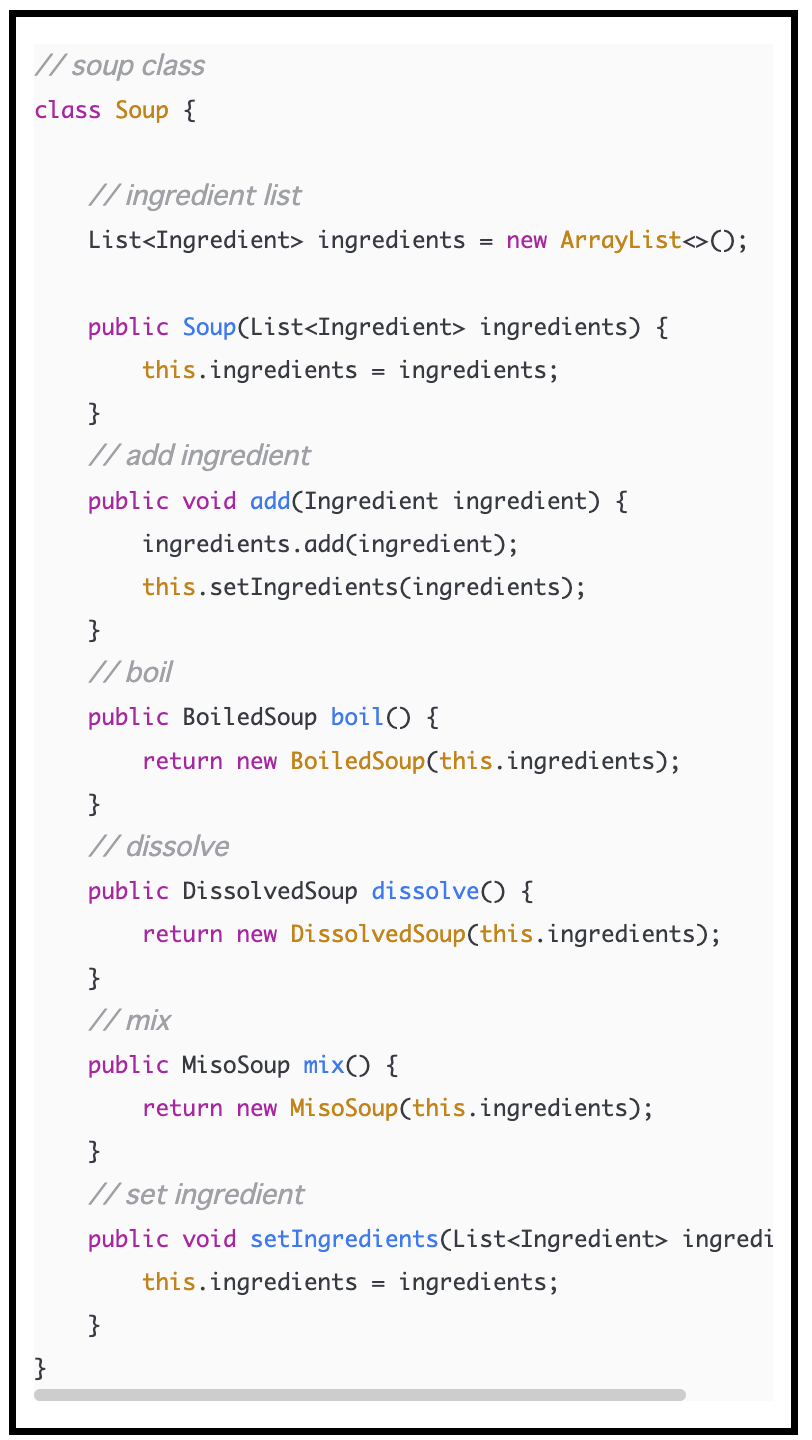 // soup class
class Soup {
// ingredient list
List<Ingredient> ingredients = new ArrayList<>();
public Soup(List<Ingredient> ingredients) {
this.ingredients = ingredients;
}
// add ingredient
public void add(Ingredient ingredient) {
ingredients.add(ingredient);
this.setIngredients(ingredients);
}
// boil
public BoiledSoup boil() {
return new BoiledSoup(this.ingredients);
}
// dissolve
public DissolvedSoup dissolve() {
return new DissolvedSoup(this.ingredients);
}
// mix
public MisoSoup mix() {
return new MisoSoup(this.ingredients);
}
// set ingredient
public void setIngredients(List<Ingredient> ingredi
this.ingredients = ingredients;
}
}